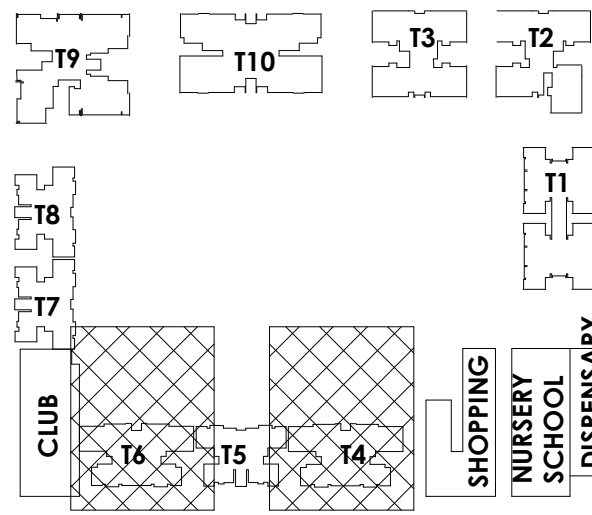 T9
T10
T3
T2
T1
T8
T7
CLUB
T6
T5
T4
SHOPPING
NURSERY
SCHOOL
DISPENSARY